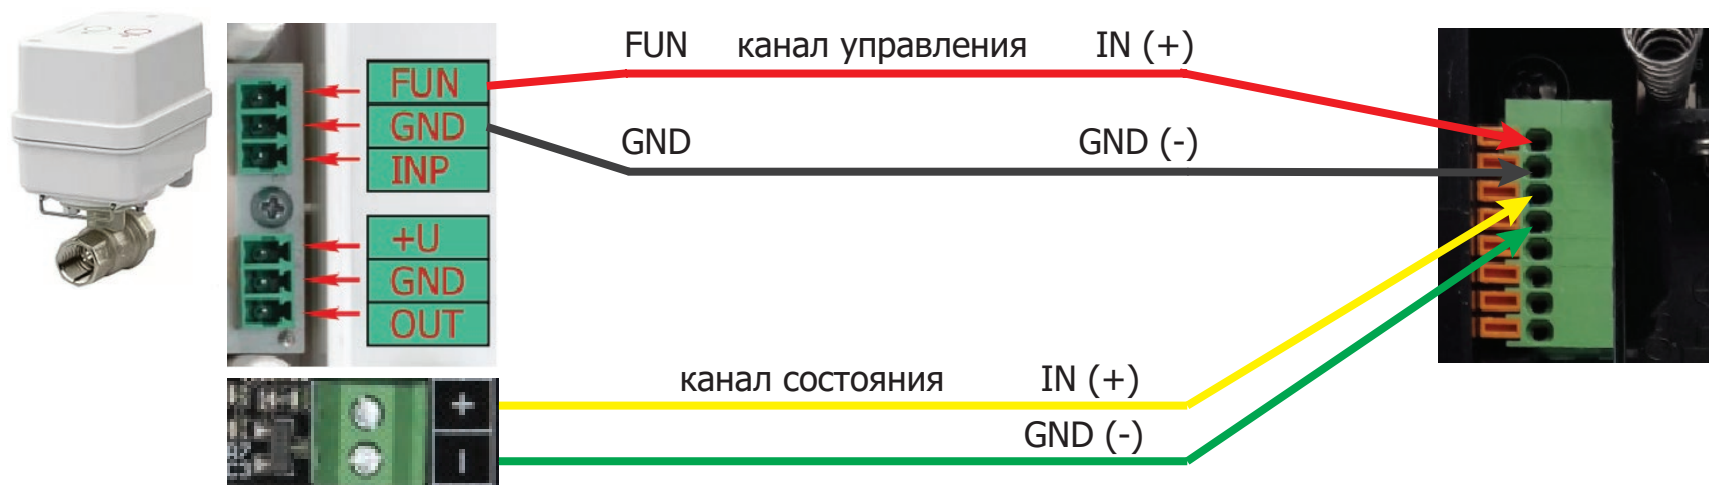 FUN канал управления IN (+)
FUN
GND
INP
GND GND (-)
+U
GND
OUT
канал состояния IN (+)
+
GND (-)
-